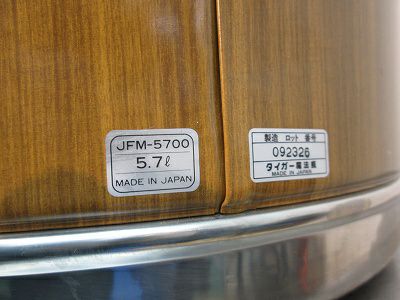 JFM-5700
5.7ℓ
MADE IN JAPAN
製造 ロット 番号
092326
タイガー魔法瓶
MADE IN JAPAN